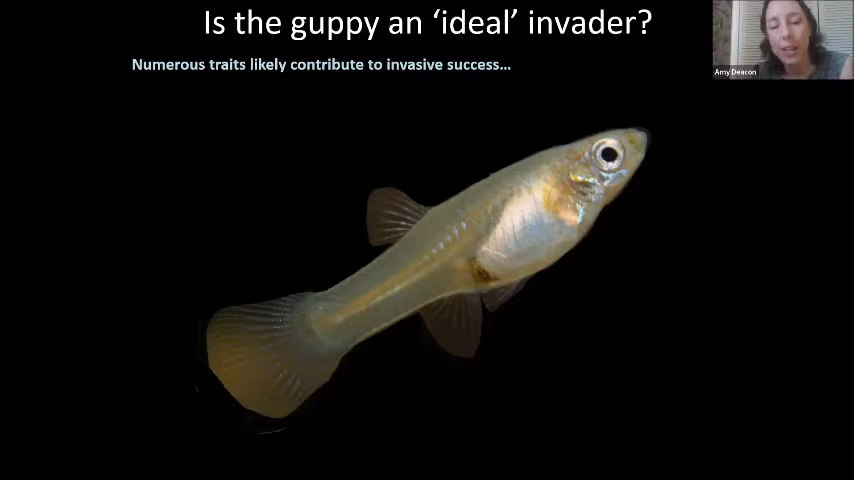 Is the guppy an ‘ideal’ invader?
Numerous traits likely contribute to invasive success…
Amy Deacon